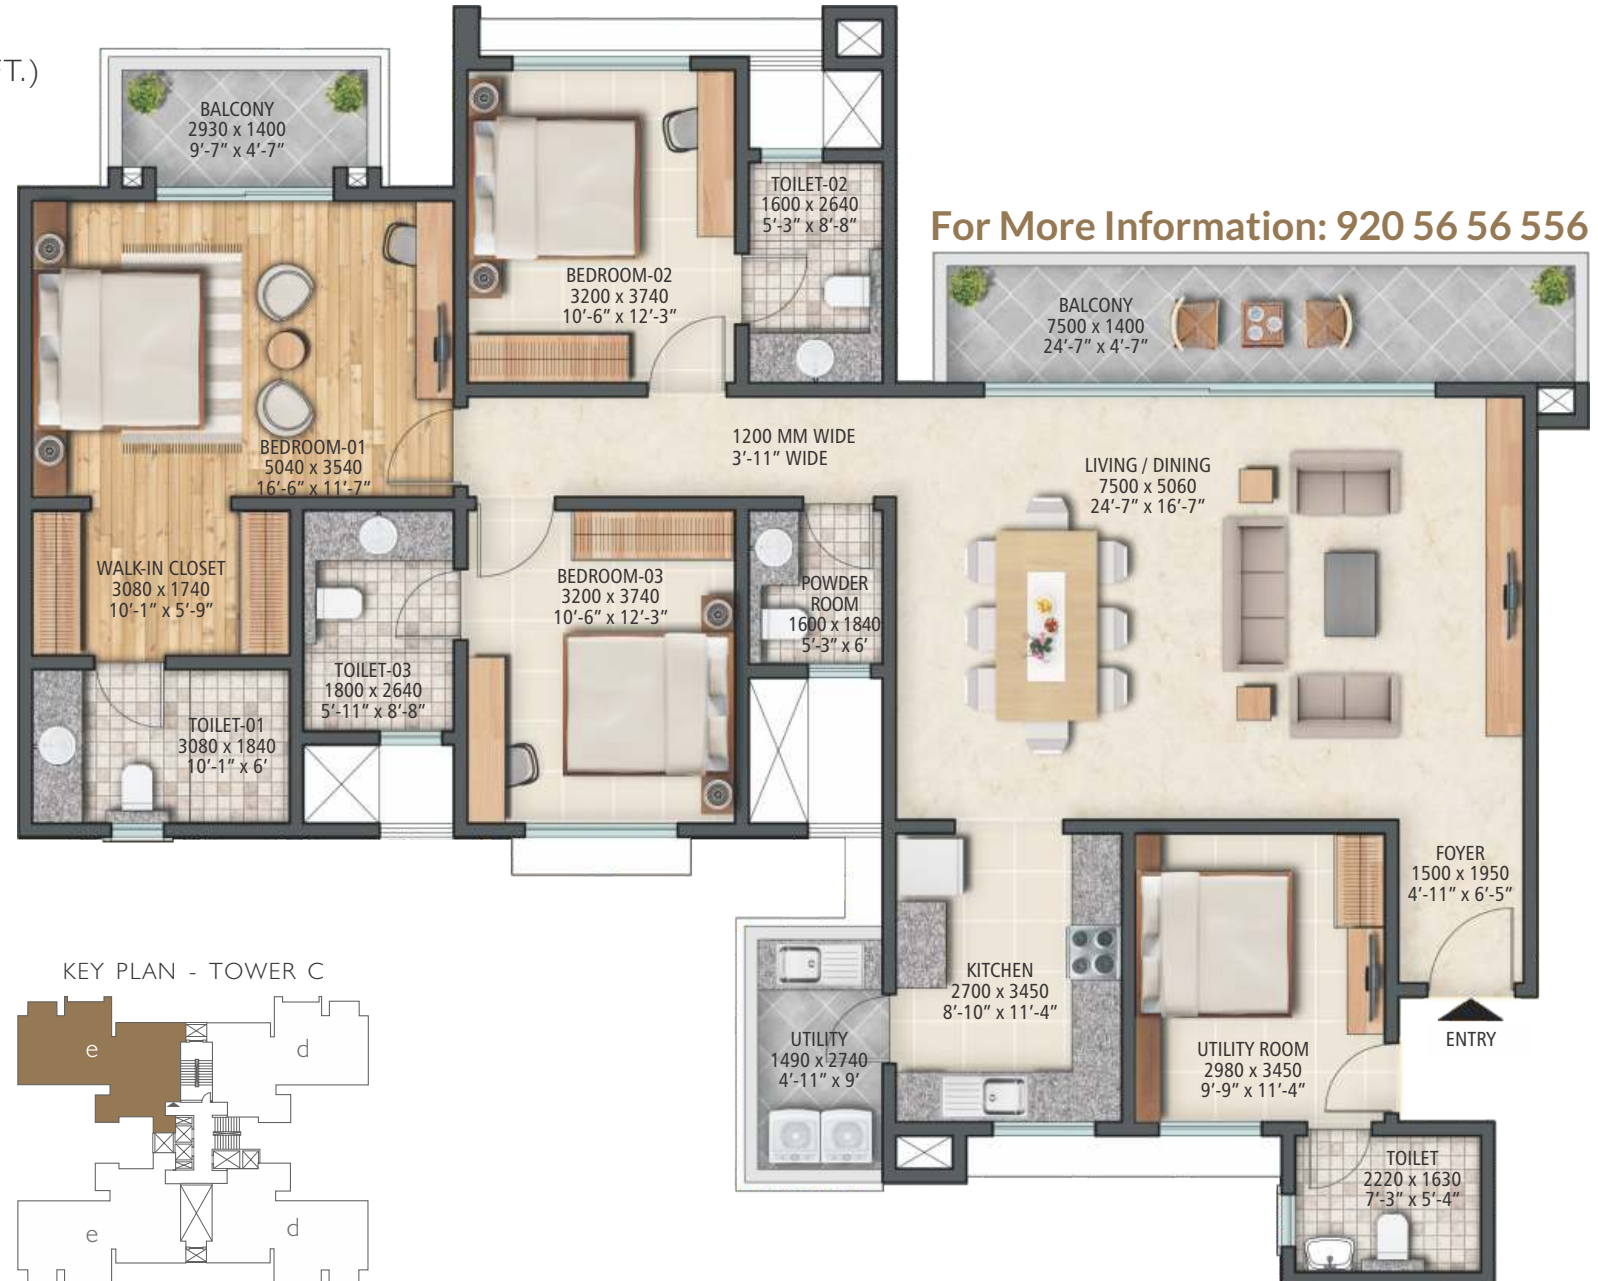 FT.)
BALCONY
2930 x 1400
9’-7” x 4’-7”
BEDROOM-02
3200 x 3740
10’-6” x 12’-3”
TOILET-02
1600 x 2640
5’-3” x 8’-8”
For More Information: 920 56 56 556
BALCONY
7500 x 1400
24’-7” x 4’-7”
BEDROOM-01
5040 x 3540
16’-6” x 11’-7”
1200 MM WIDE
3’-11” WIDE
LIVING / DINING
7500 x 5060
24’-7” x 16’-7”
WALK-IN CLOSET
3080 x 1740
10’-1” x 5’-9”
TOILET-03
1800 x 2640
5’-11” x 8’-8”
BEDROOM-03
3200 x 3740
10’-6” x 12’-3”
POWDER
ROOM
1600 x 1840
5’-3” x 6’
TOILET-01
3080 x 1840
10’-1” x 6’
FOYER
1500 x 1950
4’-11” x 6’-5”
KITCHEN
2700 x 3450
8’-10” x 11’-4”
UTILITY
1490 x 2740
4’-11” x 9’
UTILITY ROOM
2980 x 3450
9’-9” x 11’-4”
ENTRY
TOILET
2220 x 1630
7’-3” x 5’-4”
KEY PLAN - TOWER C
e
d
e
d